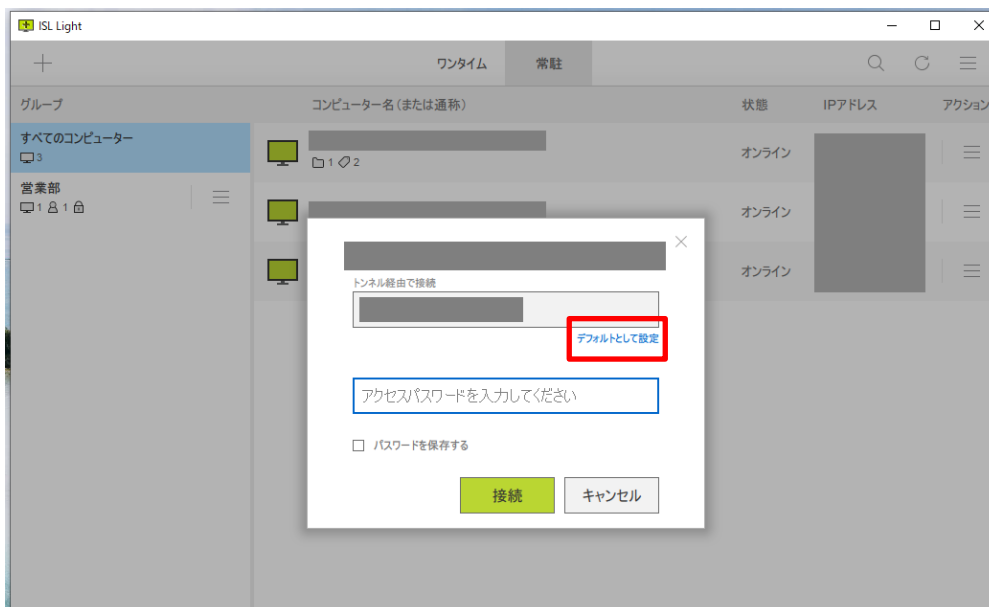 ISL Light
ワンタイム 常駐
グループ コンピューター名(または通称) 状態 IPアドレス アクション
すべてのコンピューター
3
1 2
オンライン
営業部
1 1
オンライン
オンライン
トンネル経由で接続
デフォルトとして設定
アクセスパスワードを入力してください
パスワードを保存する
接続 キャンセル